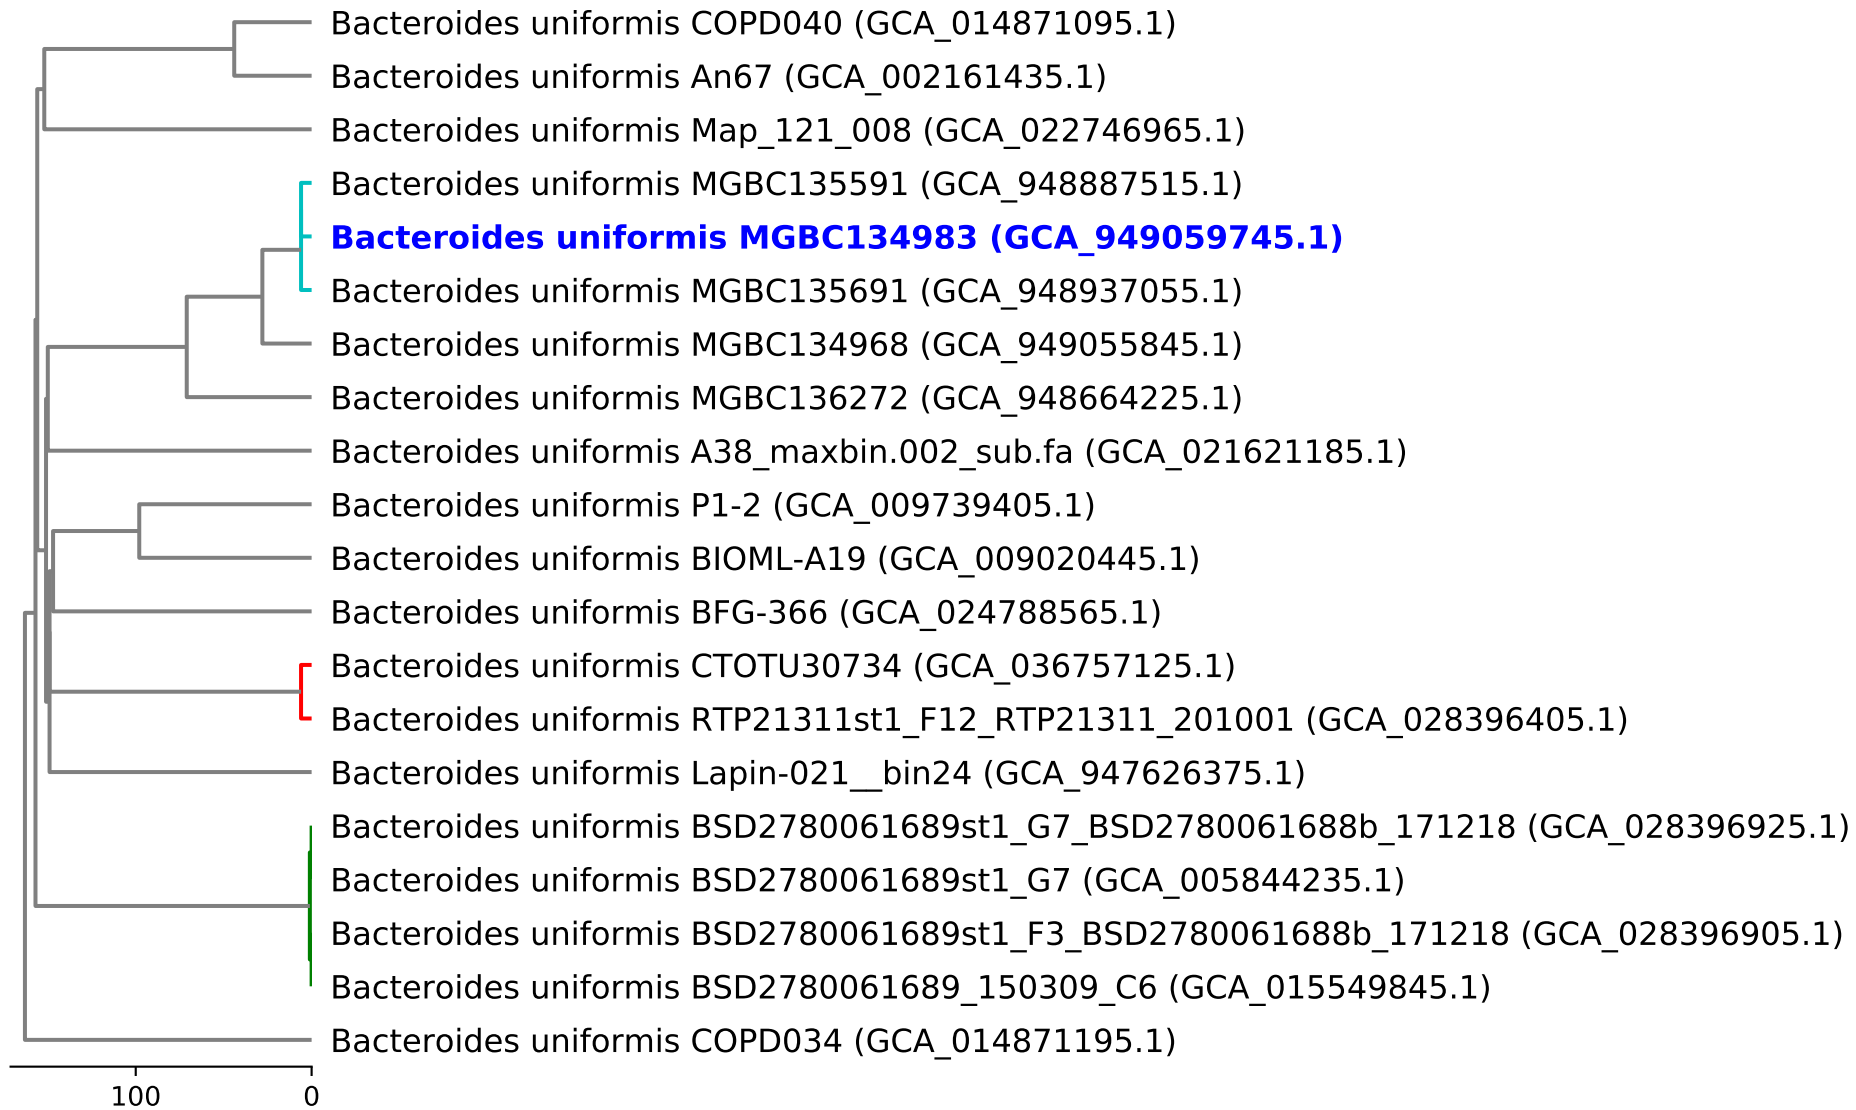 Bacteroides uniformis COPD040 (GCA_014871095.1)
Bacteroides uniformis An67 (GCA_002161435.1)
Bacteroides uniformis Map_121_008 (GCA_022746965.1)
Bacteroides uniformis MGBC135591 (GCA_948887515.1)
Bacteroides uniformis MGBC134983 (GCA_949059745.1)
Bacteroides uniformis MGBC135691 (GCA_948937055.1)
Bacteroides uniformis MGBC134968 (GCA_949055845.1)
Bacteroides uniformis MGBC136272 (GCA_948664225.1)
Bacteroides uniformis A38_maxbin.002_sub.fa (GCA_021621185.1)
Bacteroides uniformis P1-2 (GCA_009739405.1)
Bacteroides uniformis BIOML-A19 (GCA_009020445.1)
Bacteroides uniformis BFG-366 (GCA_024788565.1)
Bacteroides uniformis CTOTU30734 (GCA_036757125.1)
Bacteroides uniformis RTP21311st1_F12_RTP21311_201001 (GCA_028396405.1)
Bacteroides uniformis Lapin-021__bin24 (GCA_947626375.1)
Bacteroides uniformis BSD2780061689st1_G7_BSD2780061688b_171218 (GCA_028396925.1)
Bacteroides uniformis BSD2780061689st1_G7 (GCA_005844235.1)
Bacteroides uniformis BSD2780061689st1_F3_BSD2780061688b_171218 (GCA_028396905.1)
Bacteroides uniformis BSD2780061689_150309_C6 (GCA_015549845.1)
Bacteroides uniformis COPD034 (GCA_014871195.1)
100 0